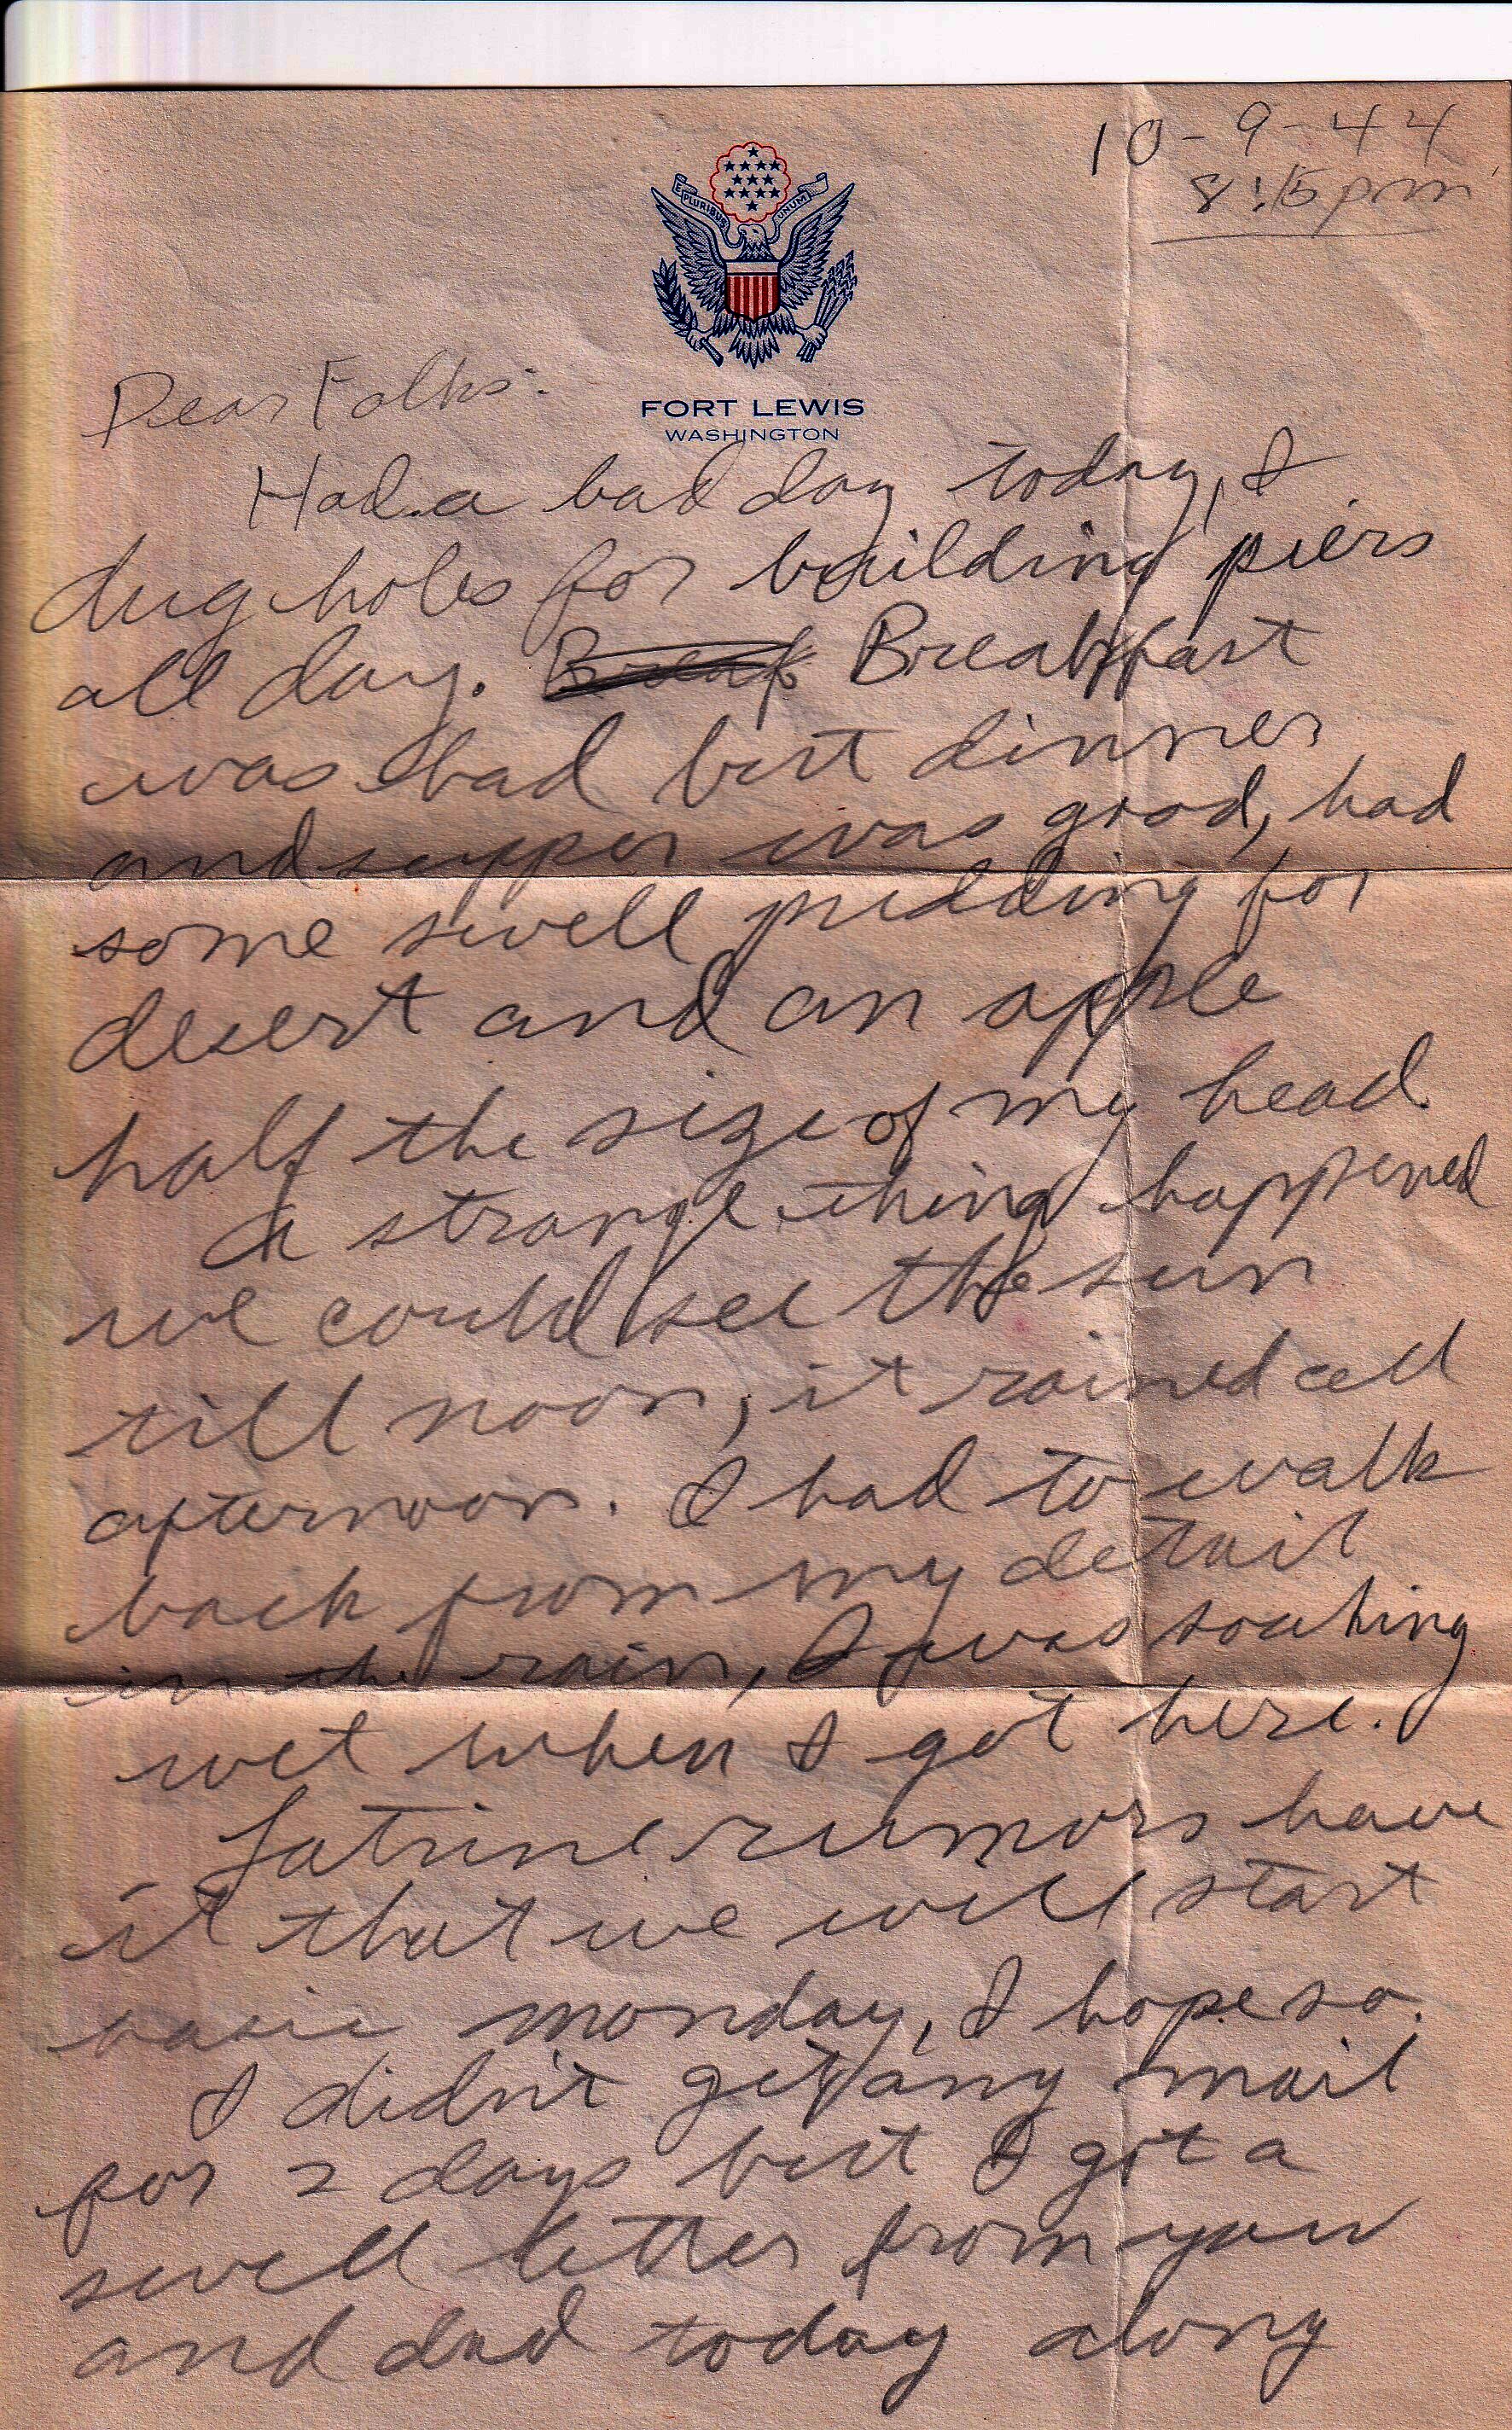 10-9-44
8:15 pm
E PLURIBUS UNUM
FORT LEWIS
WASHINGTON
Dear Folks:
Had a bad day today, I
dug holes for building piers
all day. Break Breakfast
was bad but dinner
and supper was good, had
some swell pudding for
desert and an apple
half the size of my head
A strange thing happened
we could see the sun
till noon, it rained all
afternoon. I had to walk
back from my detail
in the rain, I was soaking
wet when I got here.
Latrine rumors have
it that we will start
basic monday, I hope so.
I didn't get any mail
for 2 days but I got a
swell letter from you
and dad today along